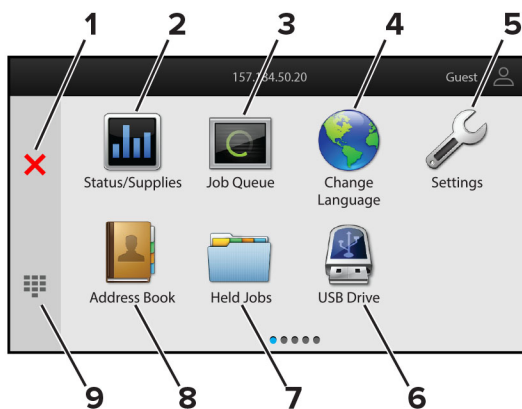 1 2 3 4 5
157.184.50.20 Guest
Status/Supplies Job Queue Change Language Settings
Address Book Held Jobs USB Drive
9 8 7 6